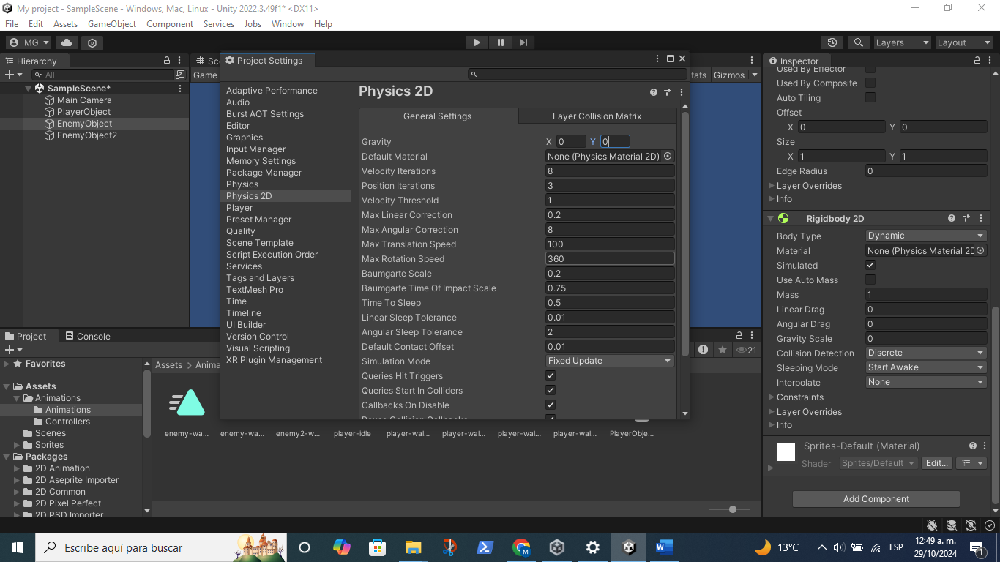 My project - SampleScene - Windows, Mac, Linux - Unity 2022.3.49f1* <DX11>
File Edit Assets GameObject Component Services Jobs Window Help
MG
Layers
Layout
Hierarchy
All
SampleScene*
Main Camera
PlayerObject
EnemyObject
EnemyObject2
Game
Gizmos
Project Settings
Adaptive Performance
Audio
Burst AOT Settings
Editor
Graphics
Input Manager
Memory Settings
Package Manager
Physics
Physics 2D
Player
Preset Manager
Quality
Scene Template
Script Execution Order
Services
Tags and Layers
TextMesh Pro
Time
Timeline
UI Builder
Version Control
Visual Scripting
XR Plugin Management
Physics 2D
General Settings
Layer Collision Matrix
Gravity X 0 Y 0
Default Material None (Physics Material 2D)
Velocity Iterations 8
Position Iterations 3
Velocity Threshold 1
Max Linear Correction 0.2
Max Angular Correction 8
Max Translation Speed 100
Max Rotation Speed 360
Baumgarte Scale 0.2
Baumgarte Time Of Impact Scale 0.75
Time To Sleep 0.5
Linear Sleep Tolerance 0.01
Angular Sleep Tolerance 2
Default Contact Offset 0.01
Simulation Mode Fixed Update
Queries Hit Triggers
Queries Start In Colliders
Callbacks On Disable
Inspector
Used By Effector
Used By Composite
Auto Tiling
Offset
X 0 Y 0
Size
X 1 Y 1
Edge Radius 0
Layer Overrides
Info
Rigidbody 2D
Body Type Dynamic
Material None (Physics Material 2D
Simulated
Use Auto Mass
Mass 1
Linear Drag 0
Angular Drag 0
Gravity Scale 0
Collision Detection Discrete
Sleeping Mode Start Awake
Interpolate None
Constraints
Layer Overrides
Info
Sprites-Default (Material)
Shader Sprites/Default Edit...
Add Component
Project
Console
21
Favorites
Assets
Animations
Animations
Controllers
Scenes
Sprites
Packages
2D Animation
2D Aseprite Importer
2D Common
2D Pixel Perfect
2D PSD Importer
Assets > Anima
enemy-wa... enemy-wa... enemy2-w... player-idle player-wal... player-wal... player-wal... player-wal... PlayerObje...
Escribe aquí para buscar
13°C
ESP
12:49 a. m.
29/10/2024
1